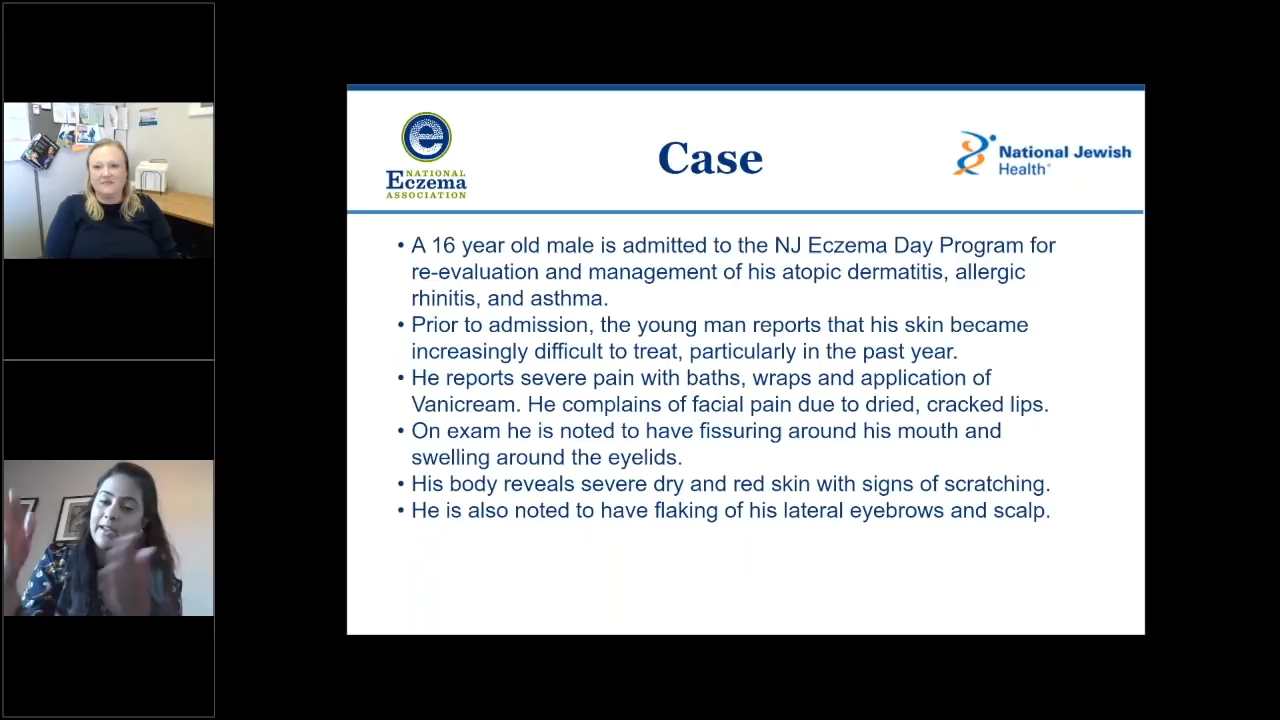 NATIONAL
Eczema
ASSOCIATION
Case
National Jewish
Health®
• A 16 year old male is admitted to the NJ Eczema Day Program for
re-evaluation and management of his atopic dermatitis, allergic
rhinitis, and asthma.
• Prior to admission, the young man reports that his skin became
increasingly difficult to treat, particularly in the past year.
• He reports severe pain with baths, wraps and application of
Vanicream. He complains of facial pain due to dried, cracked lips.
• On exam he is noted to have fissuring around his mouth and
swelling around the eyelids.
• His body reveals severe dry and red skin with signs of scratching.
• He is also noted to have flaking of his lateral eyebrows and scalp.